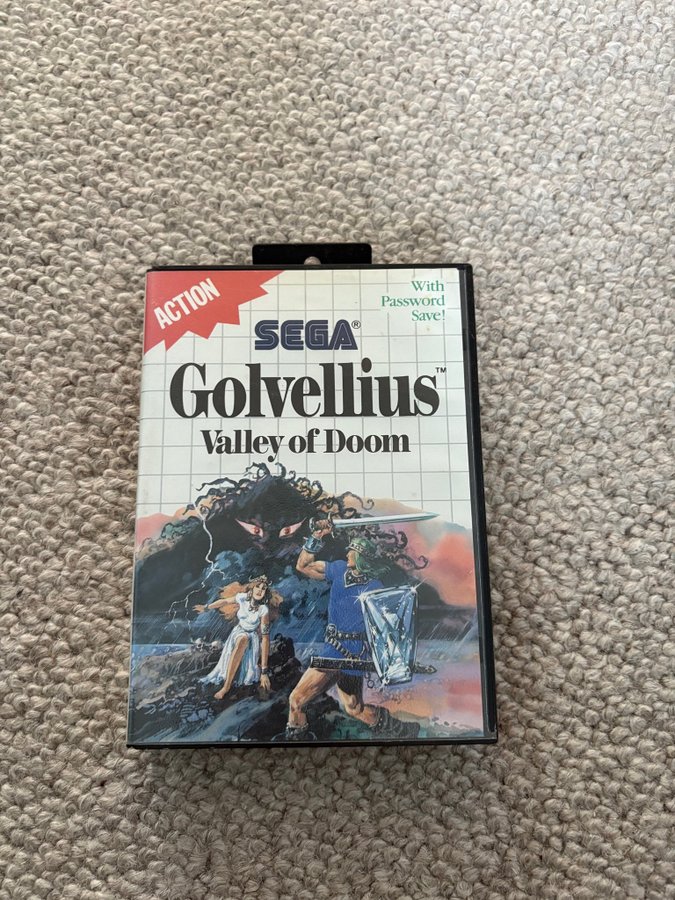 ACTION
With
Password
Save!
SEGA®
Golvellius™
Valley of Doom